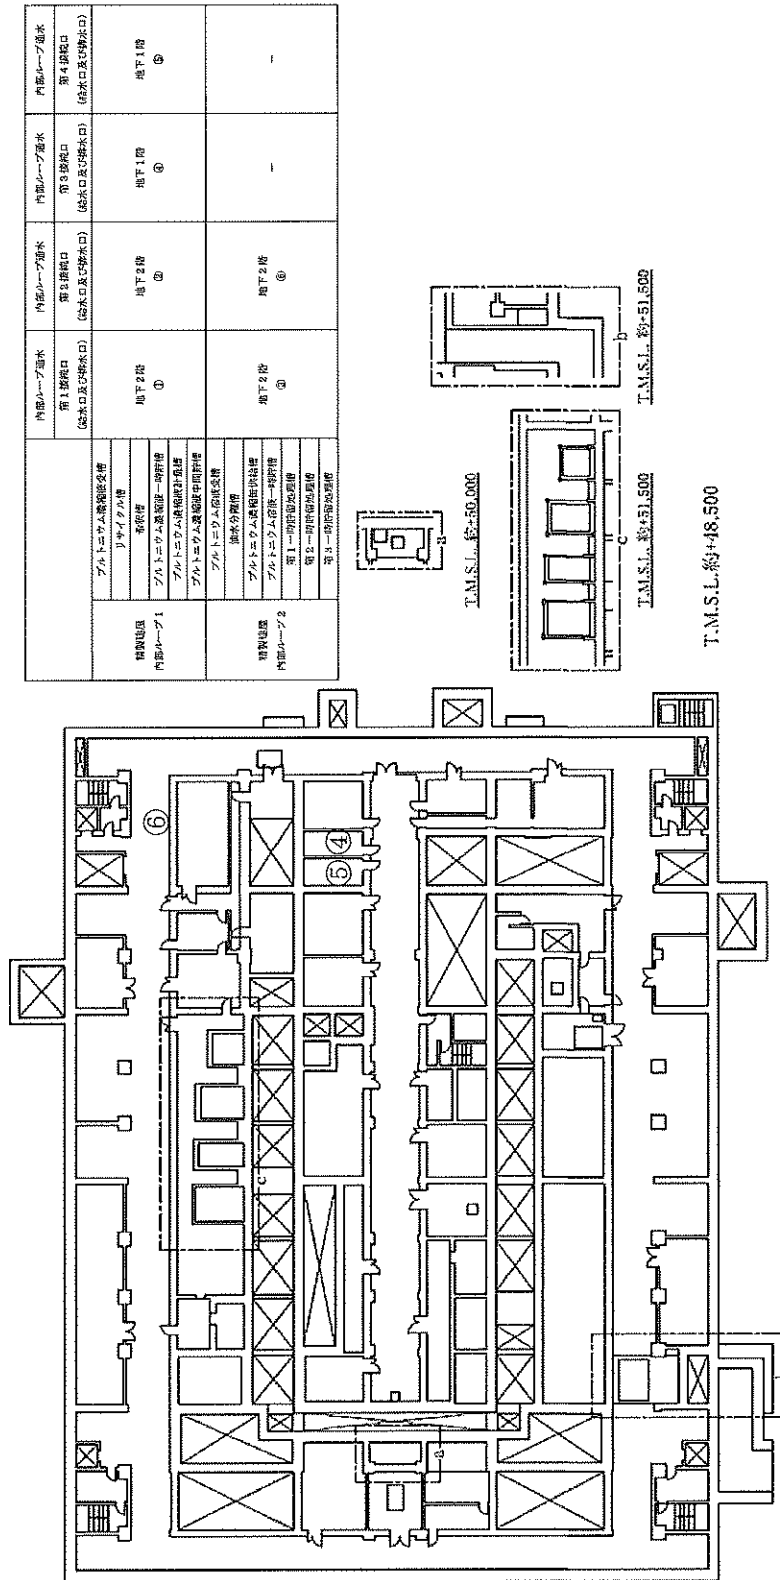 内部ループ通水
第1接続口
(給水口及び排水口)
内部ループ通水
第2接続口
(給水口及び排水口)
内部ループ通水
第3接続口
(給水口及び排水口)
内部ループ通水
第4接続口
(給水口及び排水口)
精製建屋
内部ループ1
プルトニウム濃縮液受槽
リサイクル槽
希釈槽
プルトニウム濃縮液一時貯槽
プルトニウム濃縮液計量槽
プルトニウム濃縮液中間貯槽
地下2階
①
地下2階
②
地下1階
④
地下1階
⑤
精製建屋
内部ループ2
プルトニウム溶液受槽
油水分離槽
プルトニウム濃縮缶供給槽
プルトニウム溶液一時貯槽
第1一時貯留処理槽
第2一時貯留処理槽
第3一時貯留処理槽
地下2階
③
地下2階
⑥
－
－
a
T.M.S.L. 約+50,000
b
T.M.S.L. 約+51,500
c
T.M.S.L. 約+51,500
T.M.S.L. 約+48,500
⑥
⑤
④
c
a